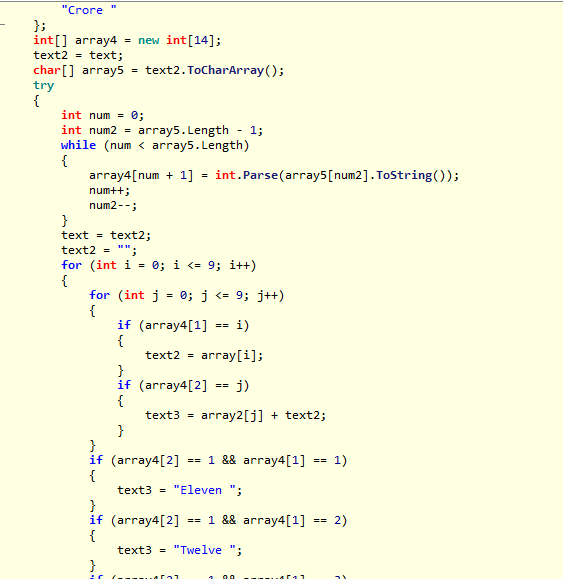 "Crore "
};
int[] array4 = new int[14];
text2 = text;
char[] array5 = text2.ToCharArray();
try
{
int num = 0;
int num2 = array5.Length - 1;
while (num < array5.Length)
{
array4[num + 1] = int.Parse(array5[num2].ToString());
num++;
num2--;
}
text = text2;
text2 = "";
for (int i = 0; i <= 9; i++)
{
for (int j = 0; j <= 9; j++)
{
if (array4[1] == i)
{
text2 = array[i];
}
if (array4[2] == j)
{
text3 = array2[j] + text2;
}
}
if (array4[2] == 1 && array4[1] == 1)
{
text3 = "Eleven ";
}
if (array4[2] == 1 && array4[1] == 2)
{
text3 = "Twelve ";
}